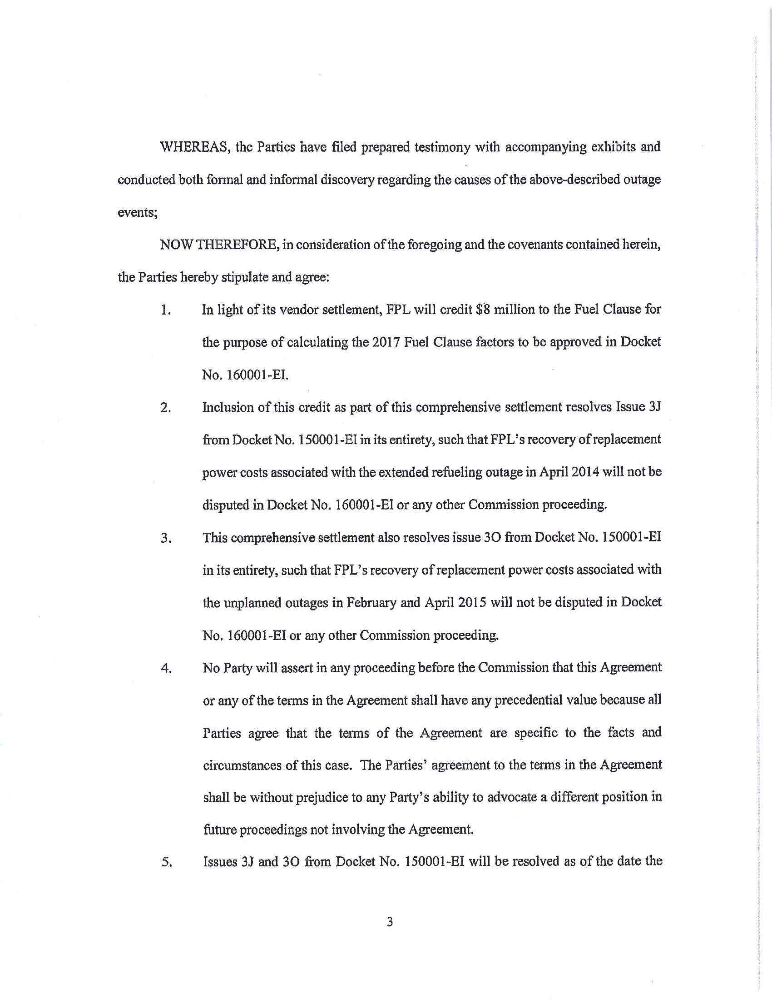 WHEREAS, the Parties have filed prepared testimony with accompanying exhibits and
conducted both formal and informal discovery regarding the causes of the above-described outage
events;
NOW THEREFORE, in consideration of the foregoing and the covenants contained herein,
the Parties hereby stipulate and agree:
1. In light of its vendor settlement, FPL will credit $8 million to the Fuel Clause for
the purpose of calculating the 2017 Fuel Clause factors to be approved in Docket
No. 160001-EI.
2. Inclusion of this credit as part of this comprehensive settlement resolves Issue 3J
from Docket No. 150001-EI in its entirety, such that FPL's recovery of replacement
power costs associated with the extended refueling outage in April 2014 will not be
disputed in Docket No. 160001-EI or any other Commission proceeding.
3. This comprehensive settlement also resolves issue 3O from Docket No. 150001-EI
in its entirety, such that FPL's recovery of replacement power costs associated with
the unplanned outages in February and April 2015 will not be disputed in Docket
No. 160001-EI or any other Commission proceeding.
4. No Party will assert in any proceeding before the Commission that this Agreement
or any of the terms in the Agreement shall have any precedential value because all
Parties agree that the terms of the Agreement are specific to the facts and
circumstances of this case. The Parties' agreement to the terms in the Agreement
shall be without prejudice to any Party's ability to advocate a different position in
future proceedings not involving the Agreement.
5. Issues 3J and 3O from Docket No. 150001-EI will be resolved as of the date the
3